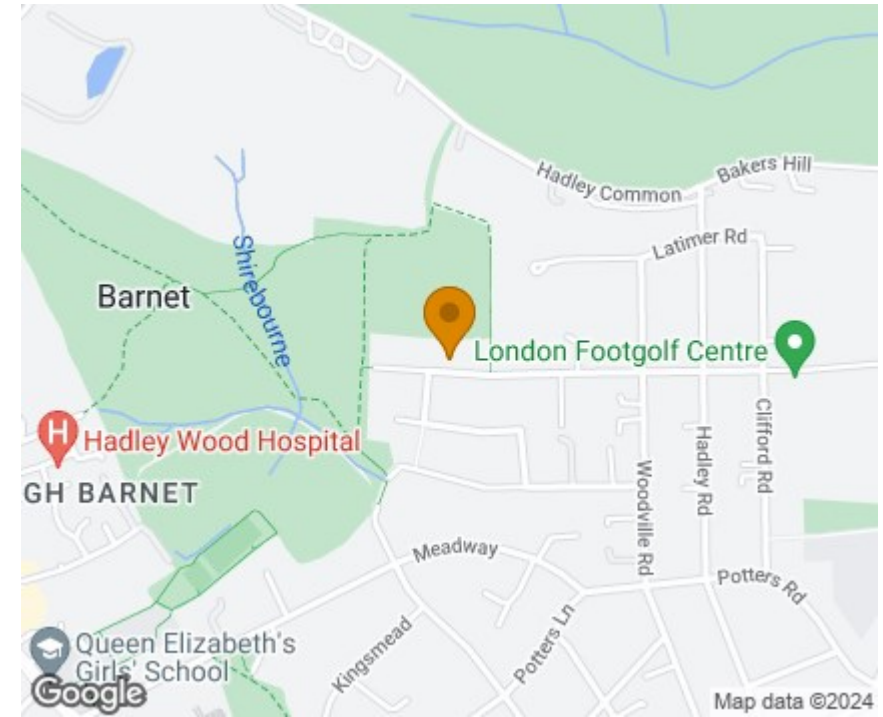 Hadley Common
Bakers Hill
Latimer Rd
Shirebourne
Barnet
London Footgolf Centre
H
Hadley Wood Hospital
GH BARNET
Woodville Rd
Hadley Rd
Clifford Rd
Meadway
Potters Rd
Potters Ln
Kingsmead
Queen Elizabeth's
Girls' School
Google
Map data ©2024